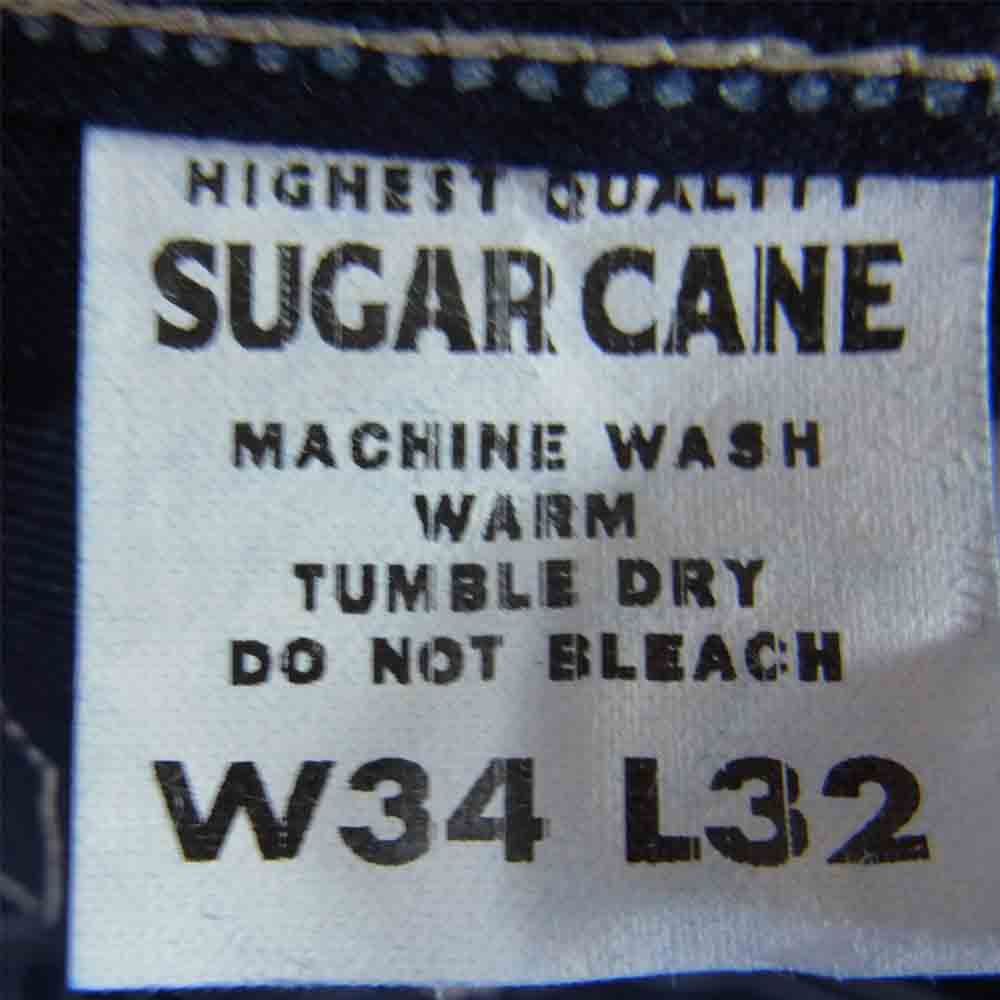 HIGHEST QUALITY
SUGAR CANE
MACHINE WASH
WARM
TUMBLE DRY
DO NOT BLEACH
W34 L32